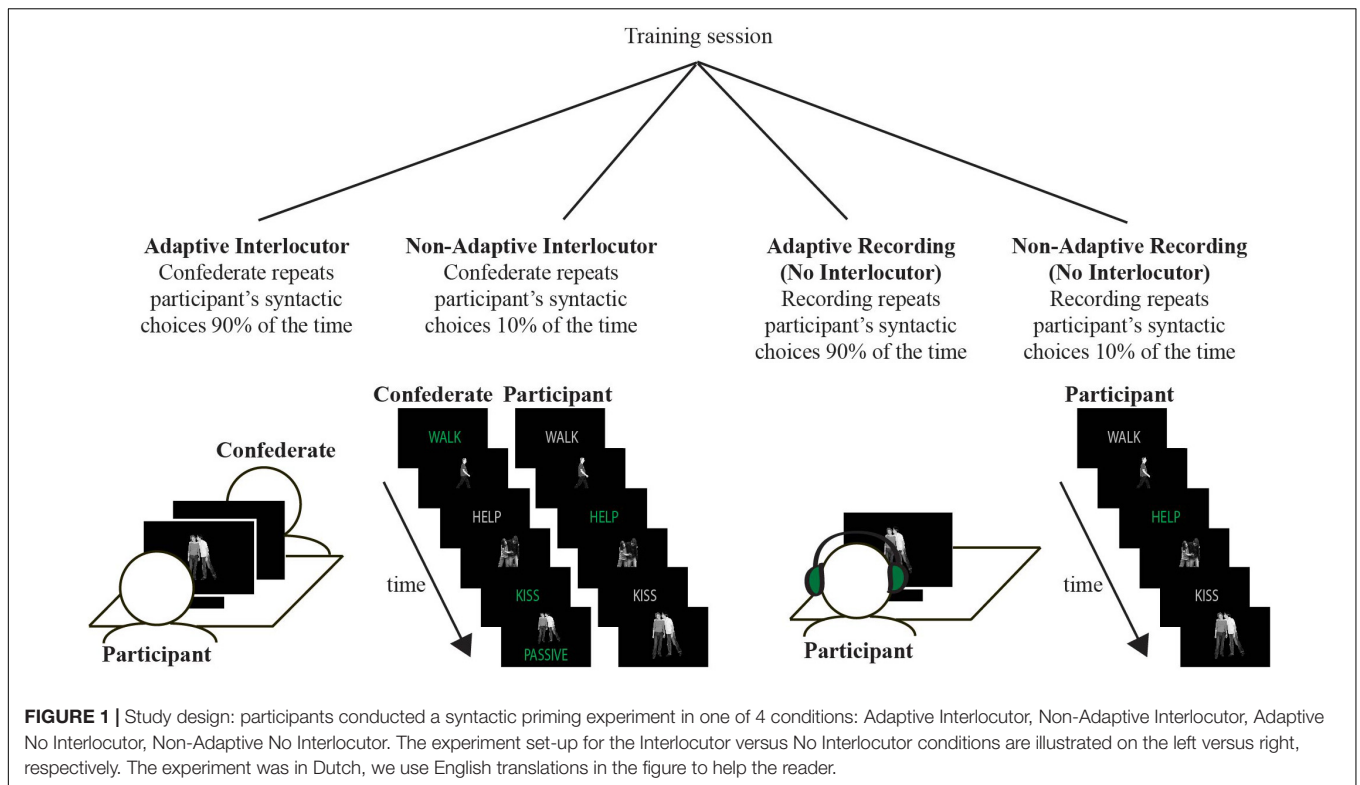 Training session
Adaptive Interlocutor
Confederate repeats
participant's syntactic
choices 90% of the time
Non-Adaptive Interlocutor
Confederate repeats
participant's syntactic
choices 10% of the time
Adaptive Recording
(No Interlocutor)
Recording repeats
participant's syntactic
choices 90% of the time
Non-Adaptive Recording
(No Interlocutor)
Recording repeats
participant's syntactic
choices 10% of the time
Confederate
Participant
Confederate
WALK
HELP
KISS
PASSIVE
time
Participant
WALK
HELP
KISS
Participant
time
Participant
WALK
HELP
KISS
FIGURE 1 | Study design: participants conducted a syntactic priming experiment in one of 4 conditions: Adaptive Interlocutor, Non-Adaptive Interlocutor, Adaptive
No Interlocutor, Non-Adaptive No Interlocutor. The experiment set-up for the Interlocutor versus No Interlocutor conditions are illustrated on the left versus right,
respectively. The experiment was in Dutch, we use English translations in the figure to help the reader.